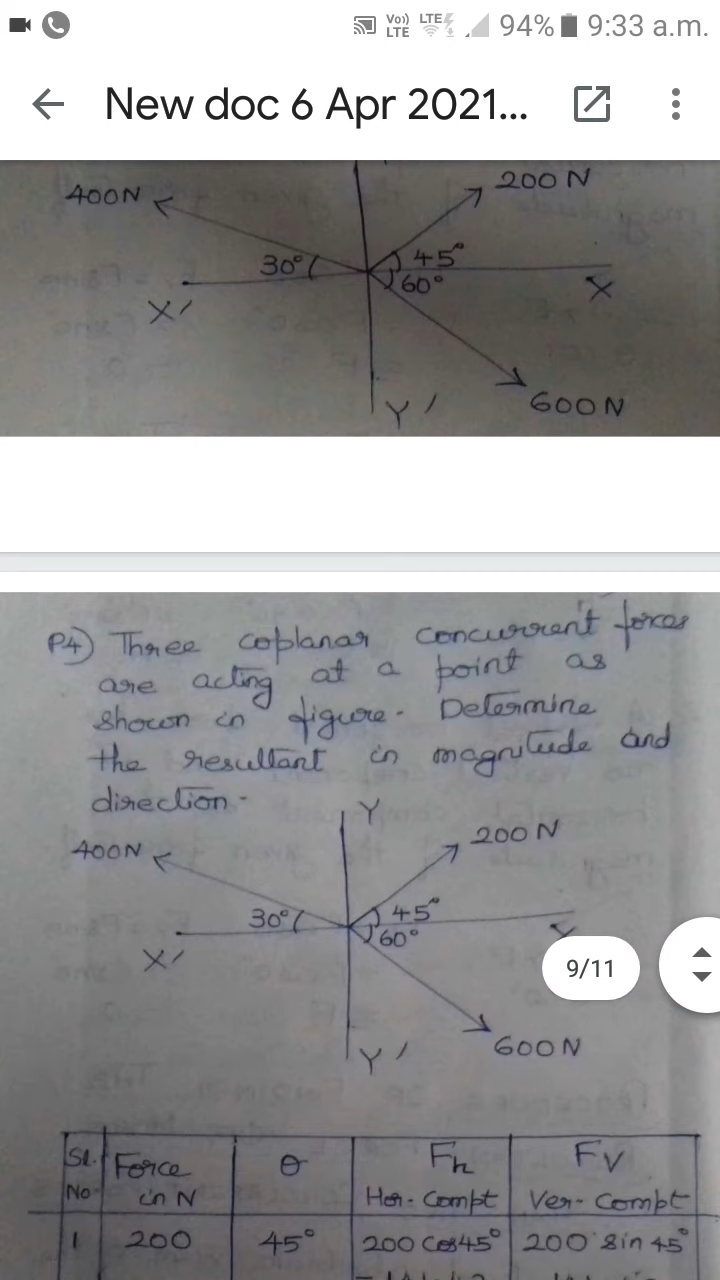 Vo)) LTE LTE 94% 9:33 a.m.
New doc 6 Apr 2021...
400N 200 N
30° 45°
60°
X' X
600N
Y'
P4) Three coplanar concurrent forces
are acting at a point as
shown in figure. Determine
the resultant in magnitude and
direction.
Y
400N 200 N
30° 45°
60°
X'
9/11
600N
Y'
Sl. No. Force in N θ Fh Hor. Compt FV Ver. Compt
1 200 45° 200 Cos45° 200 Sin 45°